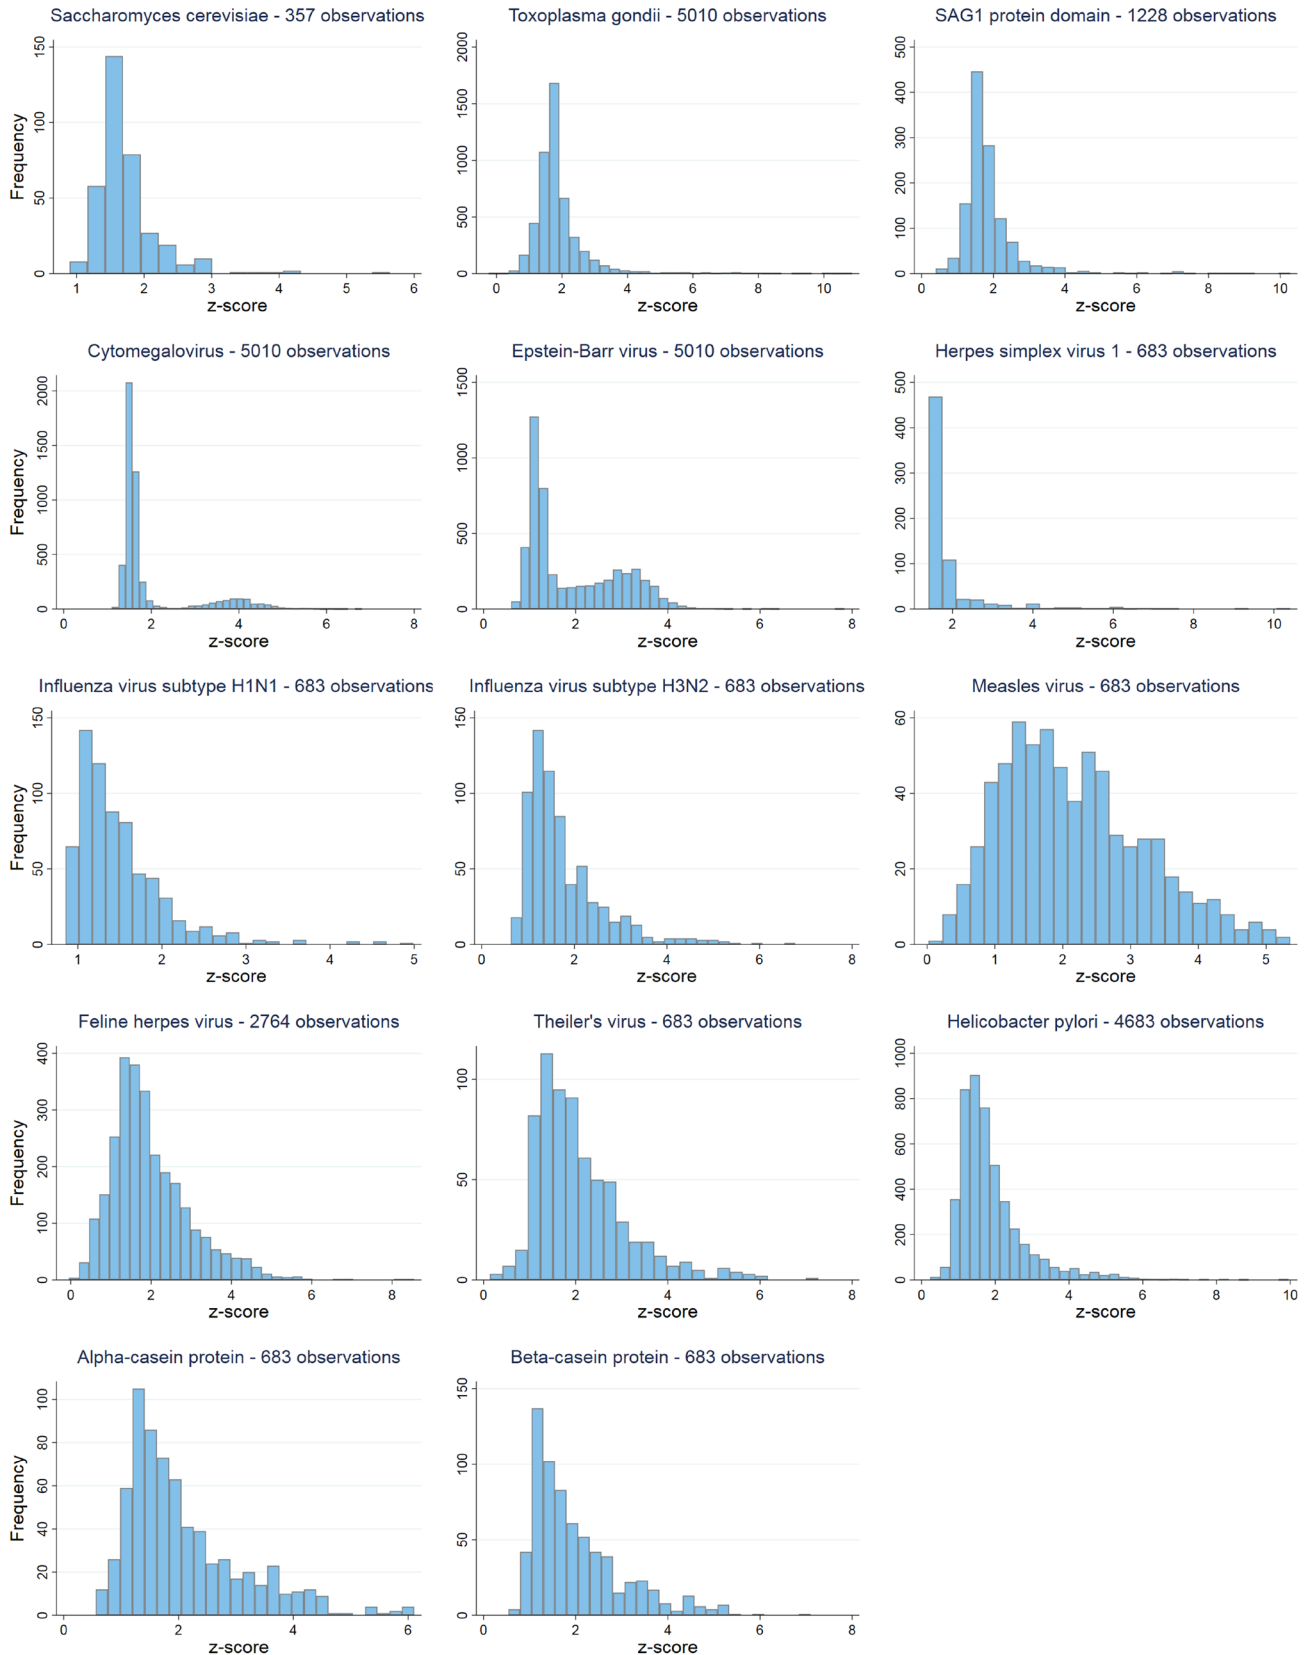 Saccharomyces cerevisiae - 357 observations
Frequency
150
100
50
0
1 2 3 4 5 6
z-score
Toxoplasma gondii - 5010 observations
2000
1500
1000
500
0
0 2 4 6 8 10
z-score
SAG1 protein domain - 1228 observations
500
400
300
200
100
0
0 2 4 6 8 10
z-score
Cytomegalovirus - 5010 observations
Frequency
2000
1500
1000
500
0
0 2 4 6 8
z-score
Epstein-Barr virus - 5010 observations
1500
1000
500
0
0 2 4 6 8
z-score
Herpes simplex virus 1 - 683 observations
500
400
300
200
100
0
2 4 6 8 10
z-score
Influenza virus subtype H1N1 - 683 observations
Frequency
150
100
50
0
1 2 3 4 5
z-score
Influenza virus subtype H3N2 - 683 observations
150
100
50
0
0 2 4 6 8
z-score
Measles virus - 683 observations
60
40
20
0
0 1 2 3 4 5
z-score
Feline herpes virus - 2764 observations
Frequency
400
300
200
100
0
0 2 4 6 8
z-score
Theiler's virus - 683 observations
100
50
0
0 2 4 6 8
z-score
Helicobacter pylori - 4683 observations
1000
800
600
400
200
0
0 2 4 6 8 10
z-score
Alpha-casein protein - 683 observations
Frequency
100
80
60
40
20
0
0 2 4 6
z-score
Beta-casein protein - 683 observations
150
100
50
0
0 2 4 6 8
z-score